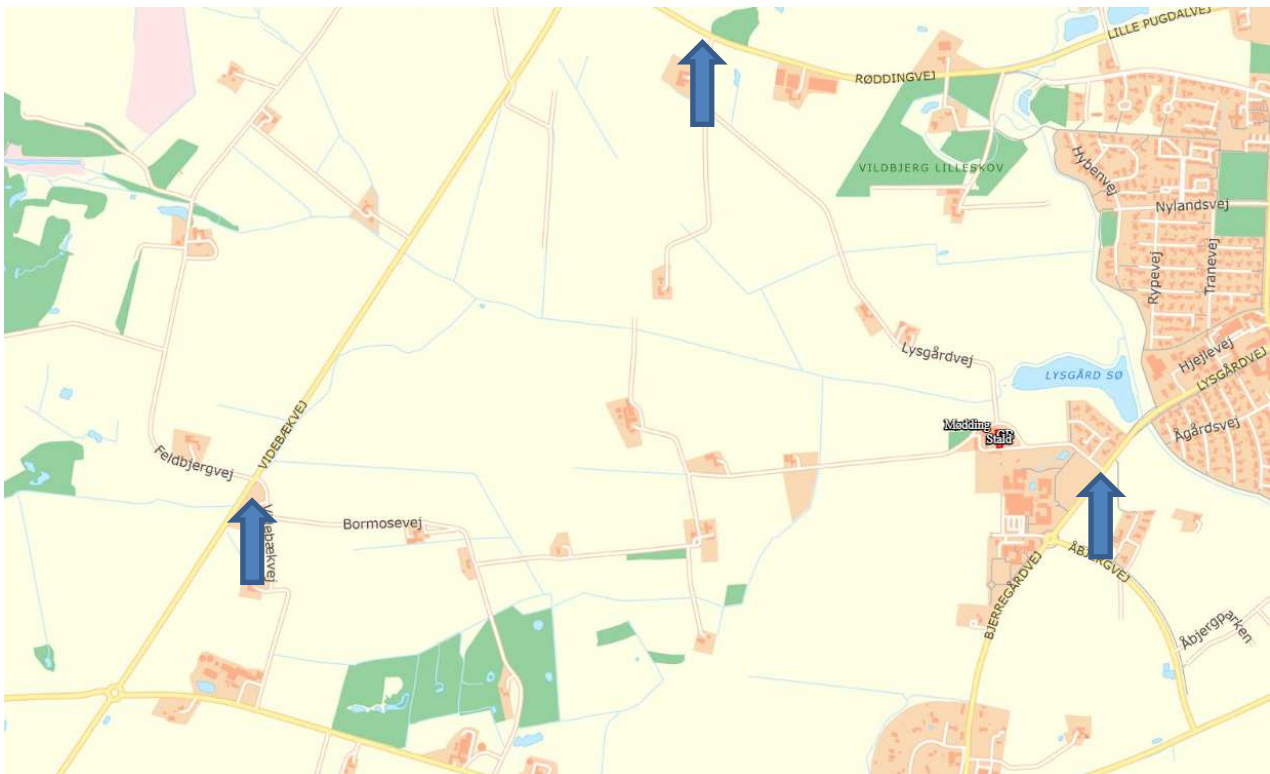 LILLE PUGDALVEJ
RØDDINGVEJ
VILDBJERG LILLESKOV
Hybenvej
Nylandsvej
Rypevej
Tranevej
Lysgårdvej
LYSGÅRD SØ
Hjejlevej
LYSGÅRDVEJ
Ågårdsvej
Mødding
Stald
VIDEBÆKVEJ
Feldbjergvej
Bormosevej
BJERREGÅRDVEJ
ÅBJERGVEJ
Åbjergparken